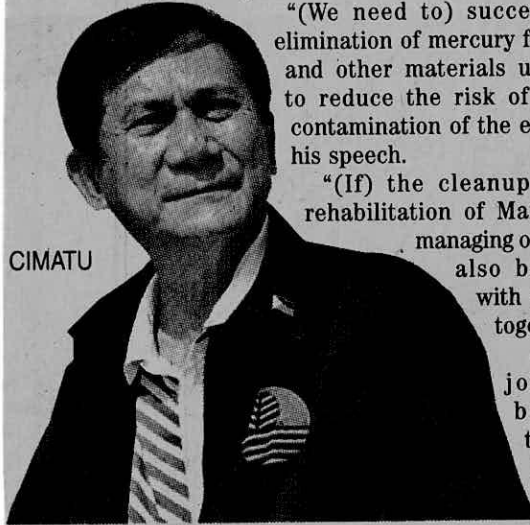 “(We need to) succe
elimination of mercury f
and other materials u
to reduce the risk of
contamination of the e
his speech.
“(If) the cleanup
rehabilitation of Ma
managing o
also b
with
toge
jo
b
t
CIMATU